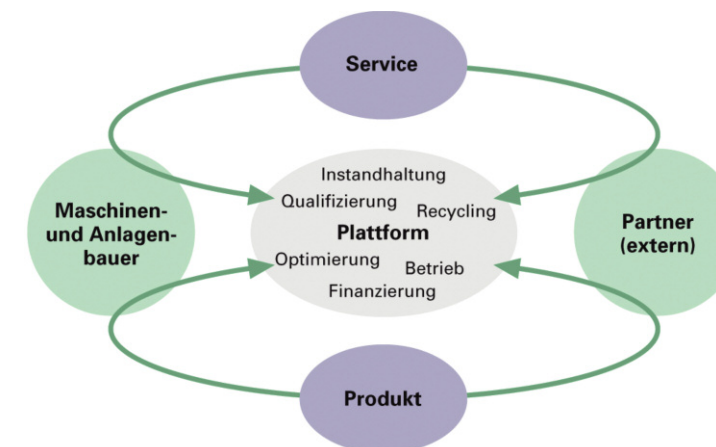 Service
Instandhaltung
Qualifizierung
Recycling
Maschinen-
und Anlagen-
bauer
Plattform
Partner
(extern)
Optimierung
Betrieb
Finanzierung
Produkt